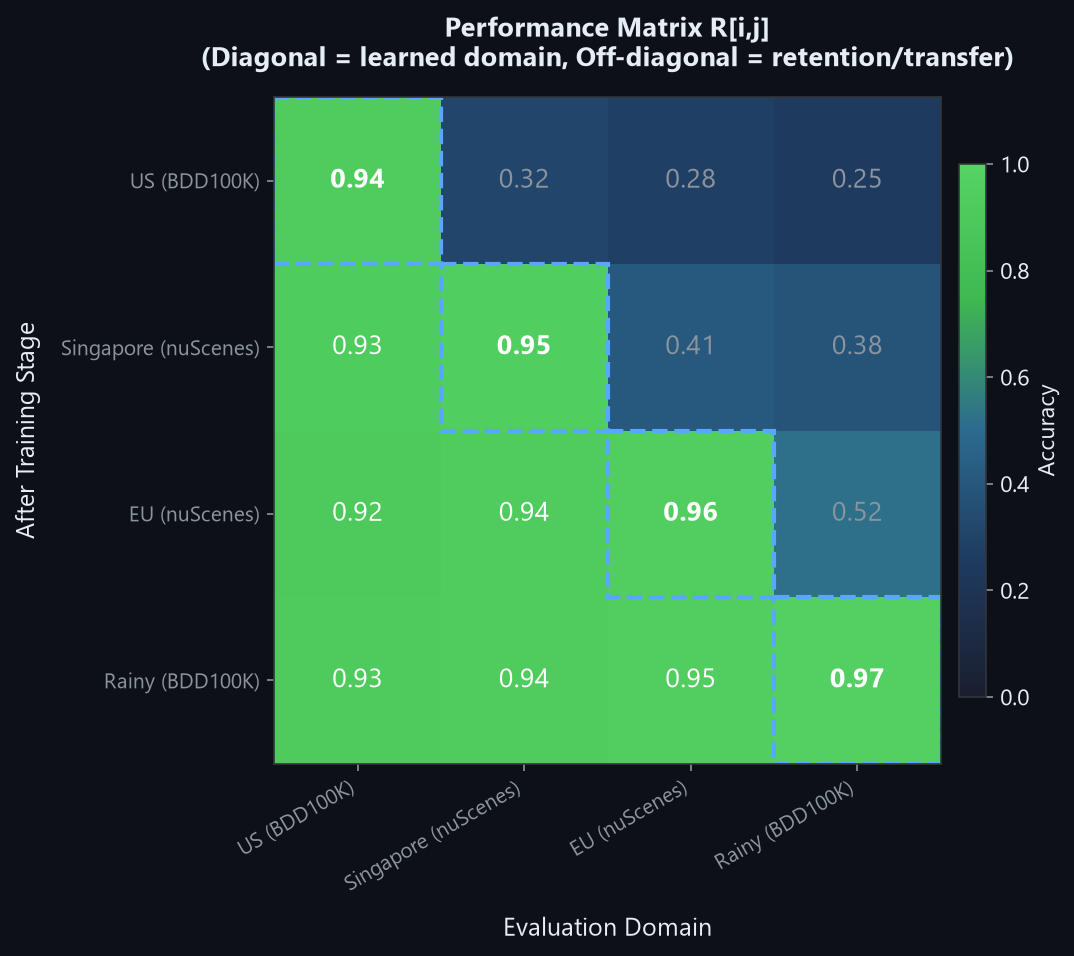 Performance Matrix R[i,j]
(Diagonal = learned domain, Off-diagonal = retention/transfer)
After Training Stage
US (BDD100K)
0.94 0.32 0.28 0.25
Singapore (nuScenes)
0.93 0.95 0.41 0.38
EU (nuScenes)
0.92 0.94 0.96 0.52
Rainy (BDD100K)
0.93 0.94 0.95 0.97
US (BDD100K)
Singapore (nuScenes)
EU (nuScenes)
Rainy (BDD100K)
Evaluation Domain
1.0
0.8
0.6
0.4
0.2
0.0
Accuracy